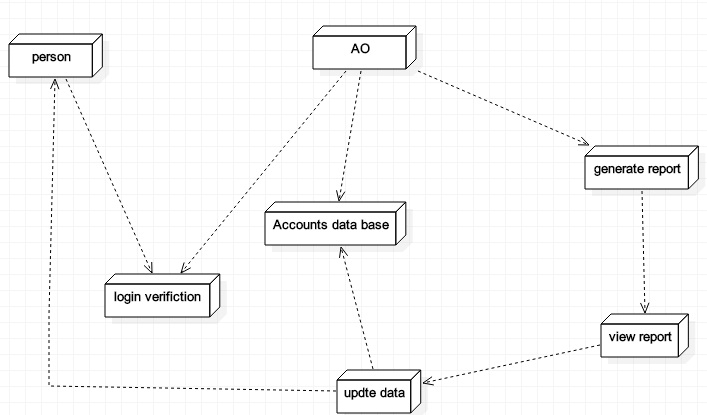 person
AO
generate report
Accounts data base
login verifiction
view report
updte data